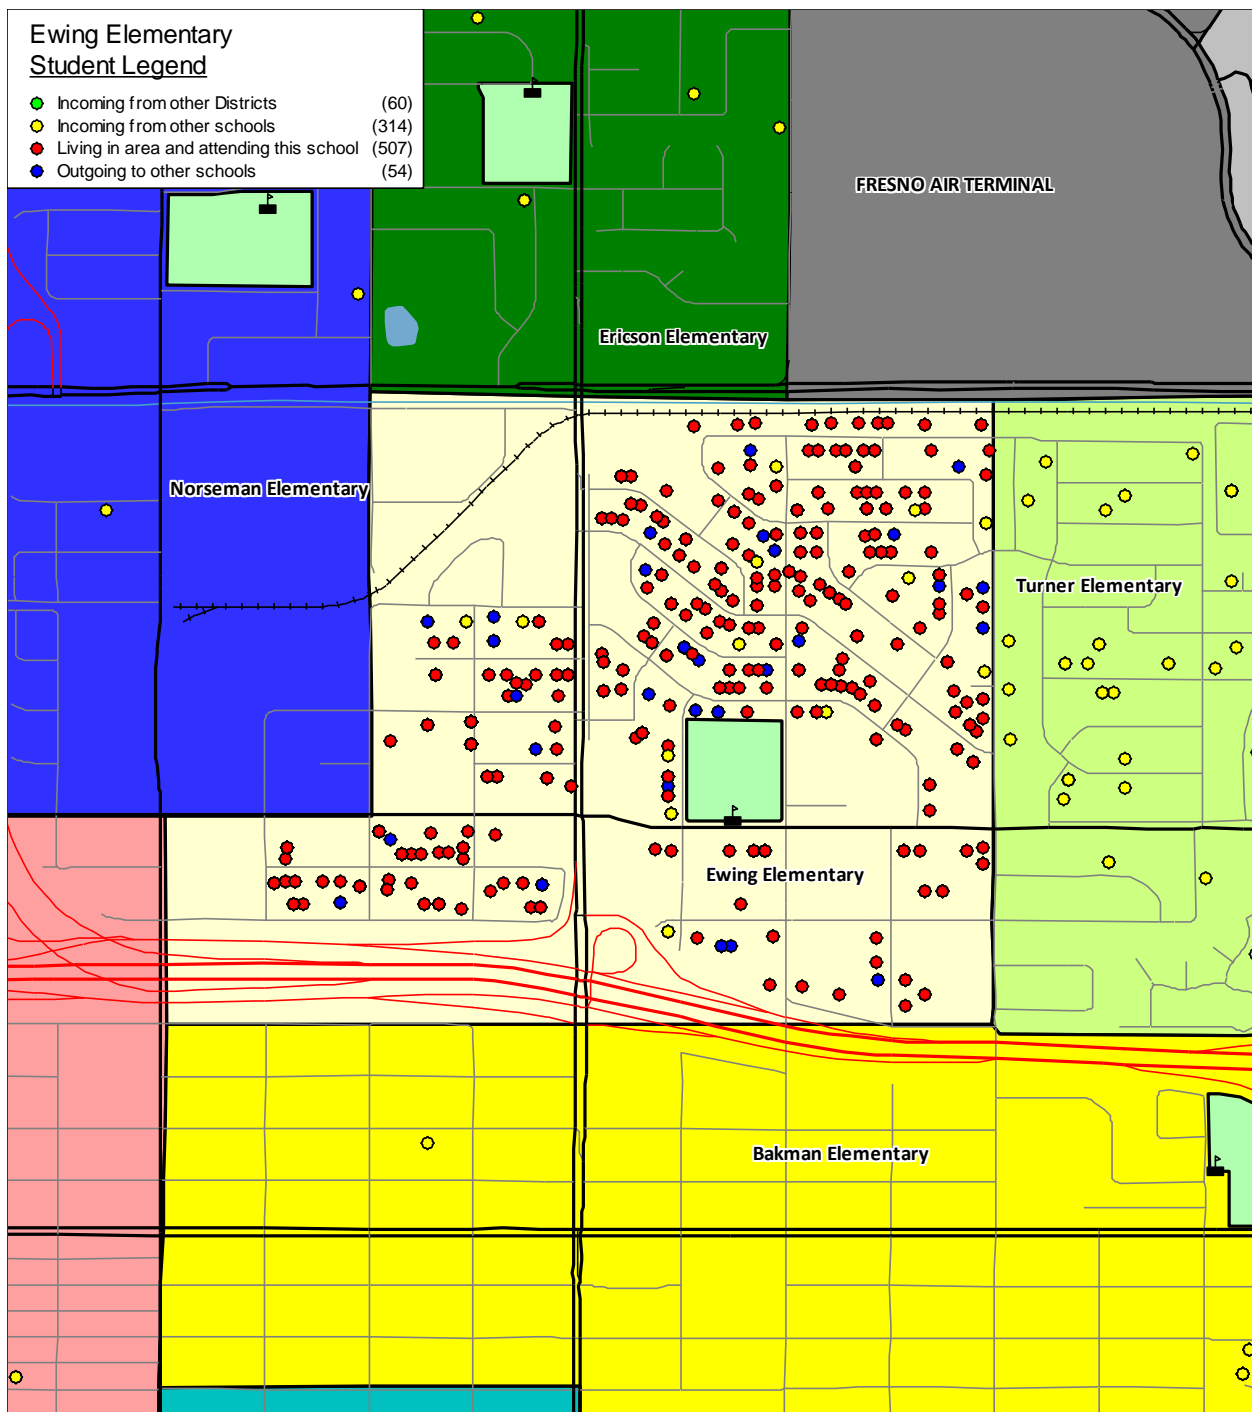 Ewing Elementary
Student Legend
Incoming from other Districts (60)
Incoming from other schools (314)
Living in area and attending this school (507)
Outgoing to other schools (54)
FRESNO AIR TERMINAL
Ericson Elementary
Norseman Elementary
Turner Elementary
Ewing Elementary
Bakman Elementary